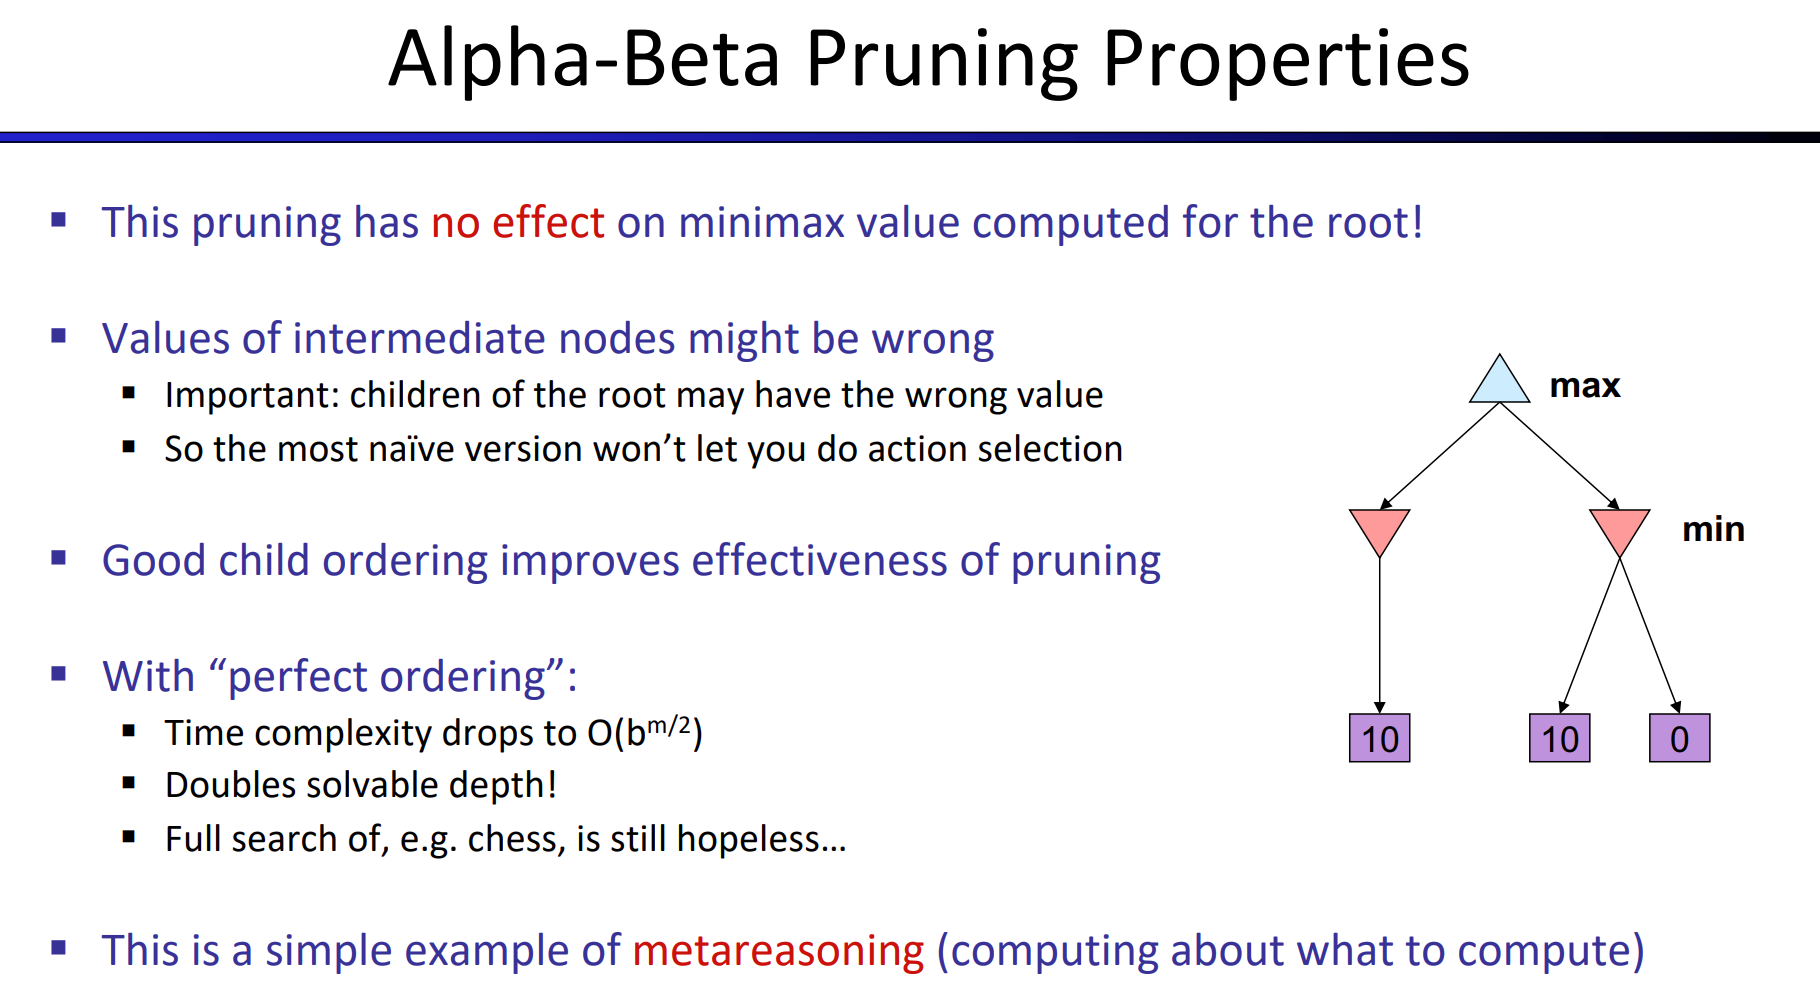 Alpha-Beta Pruning Properties
▪ This pruning has no effect on minimax value computed for the root!
▪ Values of intermediate nodes might be wrong
▪ Important: children of the root may have the wrong value
▪ So the most naïve version won’t let you do action selection
▪ Good child ordering improves effectiveness of pruning
▪ With “perfect ordering”:
▪ Time complexity drops to O(b^m/2)
▪ Doubles solvable depth!
▪ Full search of, e.g. chess, is still hopeless…
▪ This is a simple example of metareasoning (computing about what to compute)
max
min
10 10 0